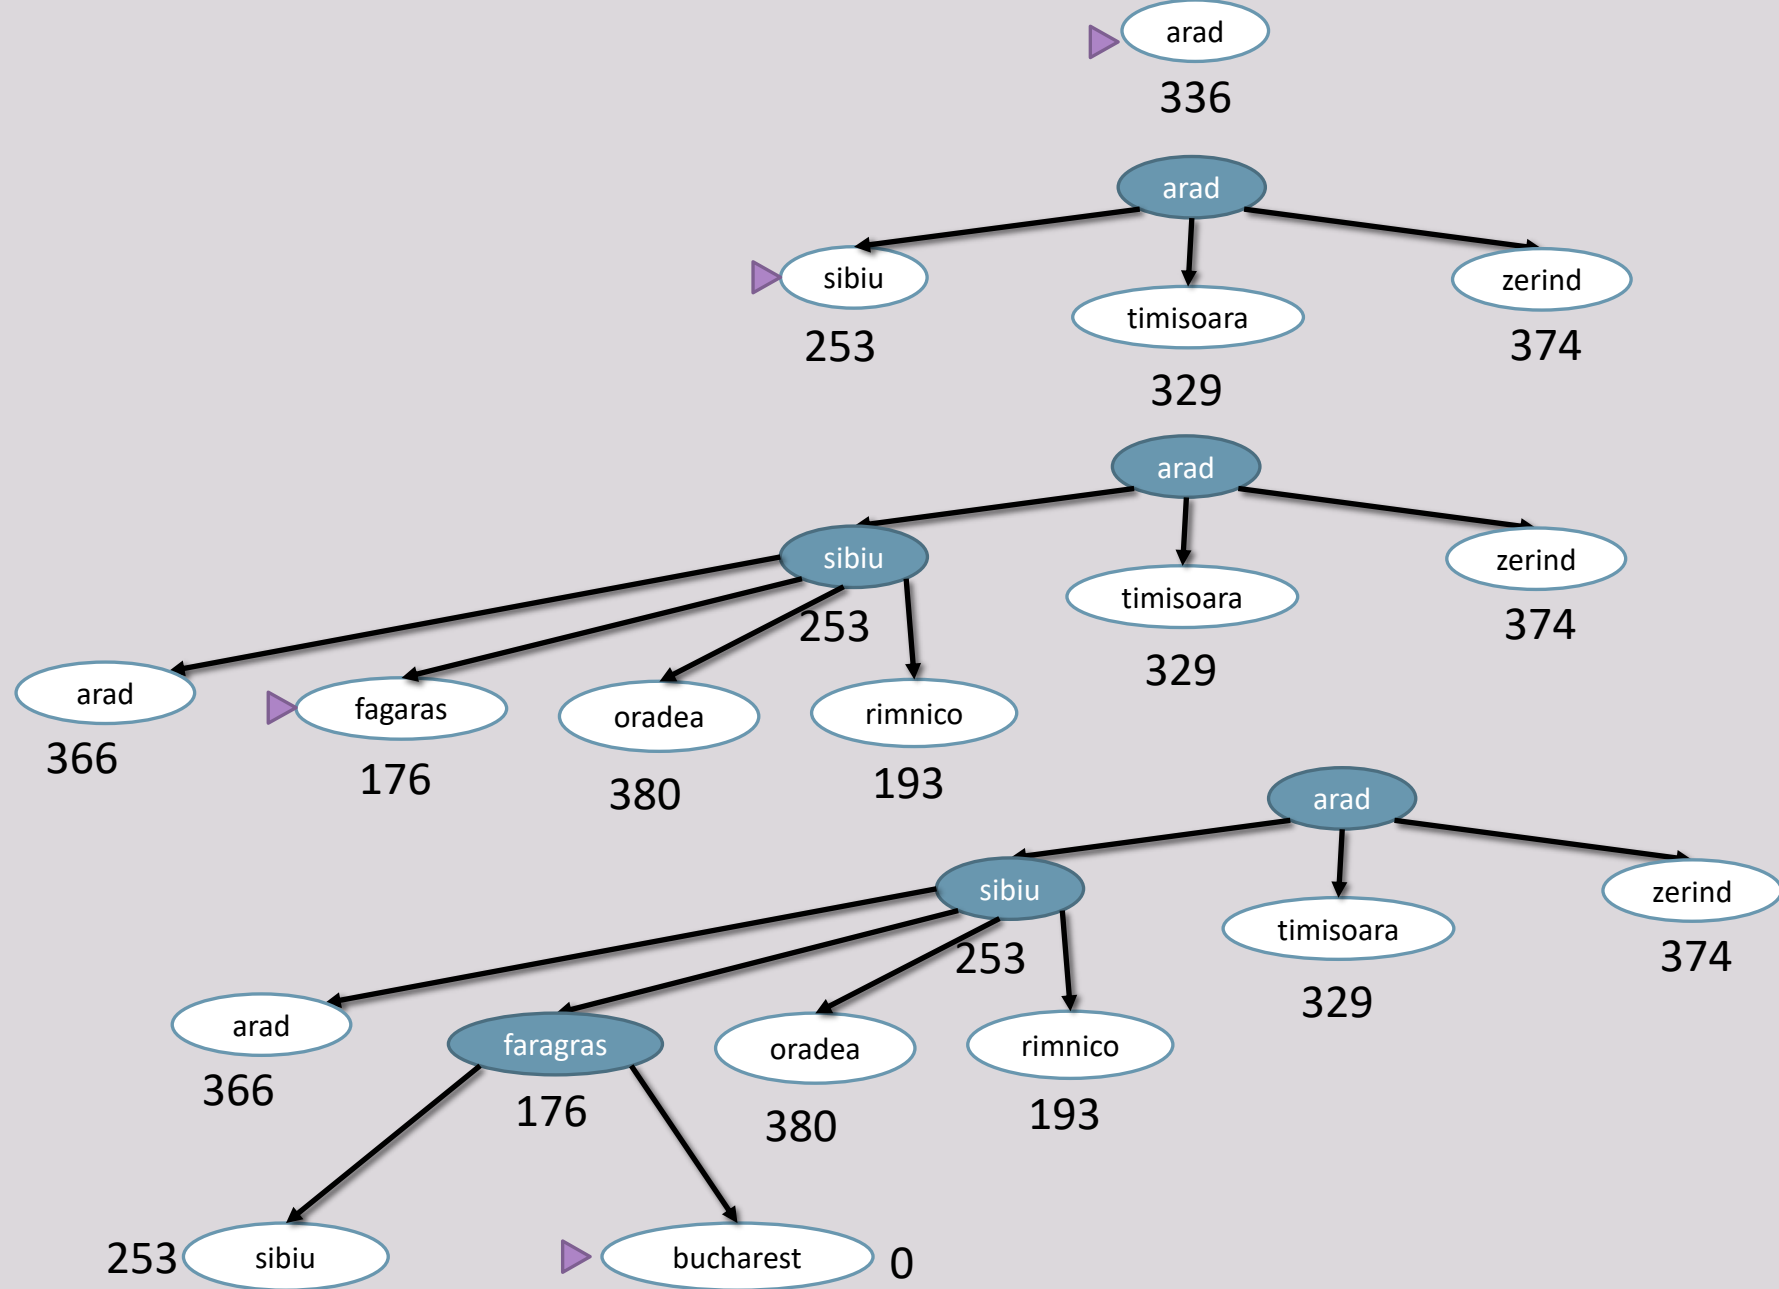 arad
336
arad
sibiu
zerind
timisoara
253
374
329
arad
sibiu
zerind
timisoara
253
374
329
arad
fagaras
oradea
rimnico
366
176
380
193
arad
sibiu
zerind
timisoara
253
374
329
arad
faragras
oradea
rimnico
366
176
380
193
253
sibiu
bucharest
0